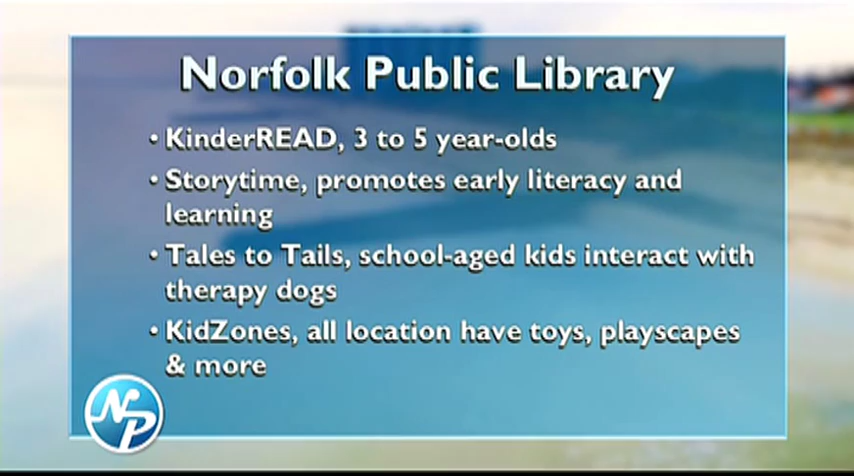 Norfolk Public Library
• KinderREAD, 3 to 5 year-olds
• Storytime, promotes early literacy and
learning
• Tales to Tails, school-aged kids interact with
therapy dogs
• KidZones, all location have toys, playscapes
& more
NP